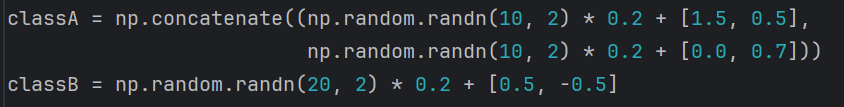 classA = np.concatenate((np.random.randn(10, 2) * 0.2 + [1.5, 0.5],
                         np.random.randn(10, 2) * 0.2 + [0.0, 0.7]))
classB = np.random.randn(20, 2) * 0.2 + [0.5, -0.5]